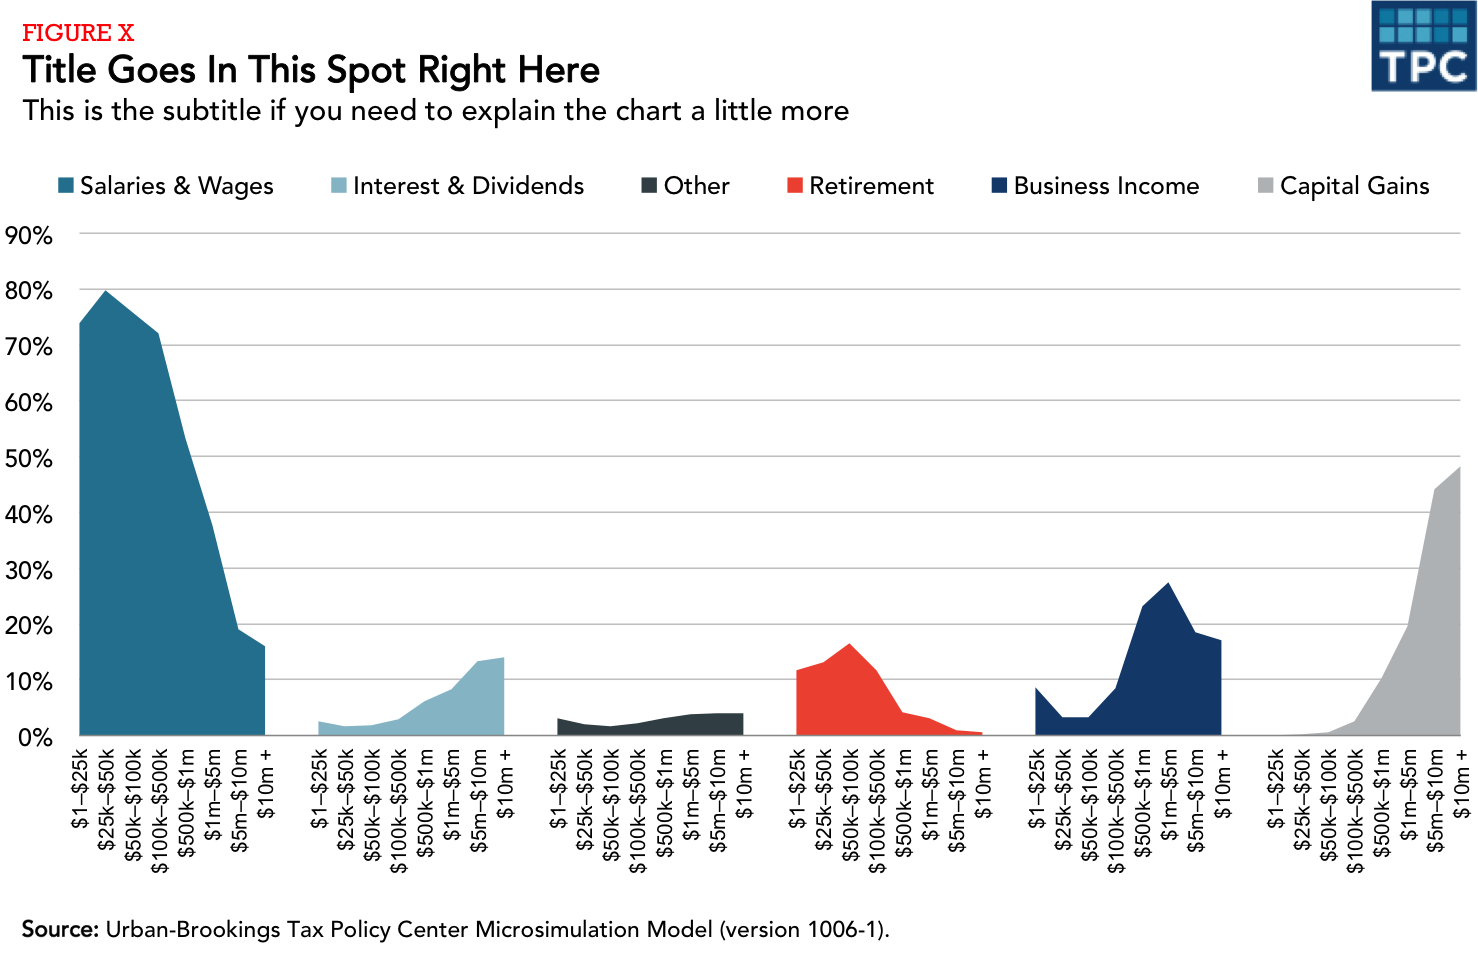 FIGURE X
Title Goes In This Spot Right Here
This is the subtitle if you need to explain the chart a little more
TPC
Salaries & Wages
Interest & Dividends
Other
Retirement
Business Income
Capital Gains
90%
80%
70%
60%
50%
40%
30%
20%
10%
0%
$1–$25k
$25k–$50k
$50k–$100k
$100k–$500k
$500k–$1m
$1m–$5m
$5m–$10m
$10m +
$1–$25k
$25k–$50k
$50k–$100k
$100k–$500k
$500k–$1m
$1m–$5m
$5m–$10m
$10m +
$1–$25k
$25k–$50k
$50k–$100k
$100k–$500k
$500k–$1m
$1m–$5m
$5m–$10m
$10m +
$1–$25k
$25k–$50k
$50k–$100k
$100k–$500k
$500k–$1m
$1m–$5m
$5m–$10m
$10m +
$1–$25k
$25k–$50k
$50k–$100k
$100k–$500k
$500k–$1m
$1m–$5m
$5m–$10m
$10m +
$1–$25k
$25k–$50k
$50k–$100k
$100k–$500k
$500k–$1m
$1m–$5m
$5m–$10m
$10m +
Source: Urban-Brookings Tax Policy Center Microsimulation Model (version 1006-1).